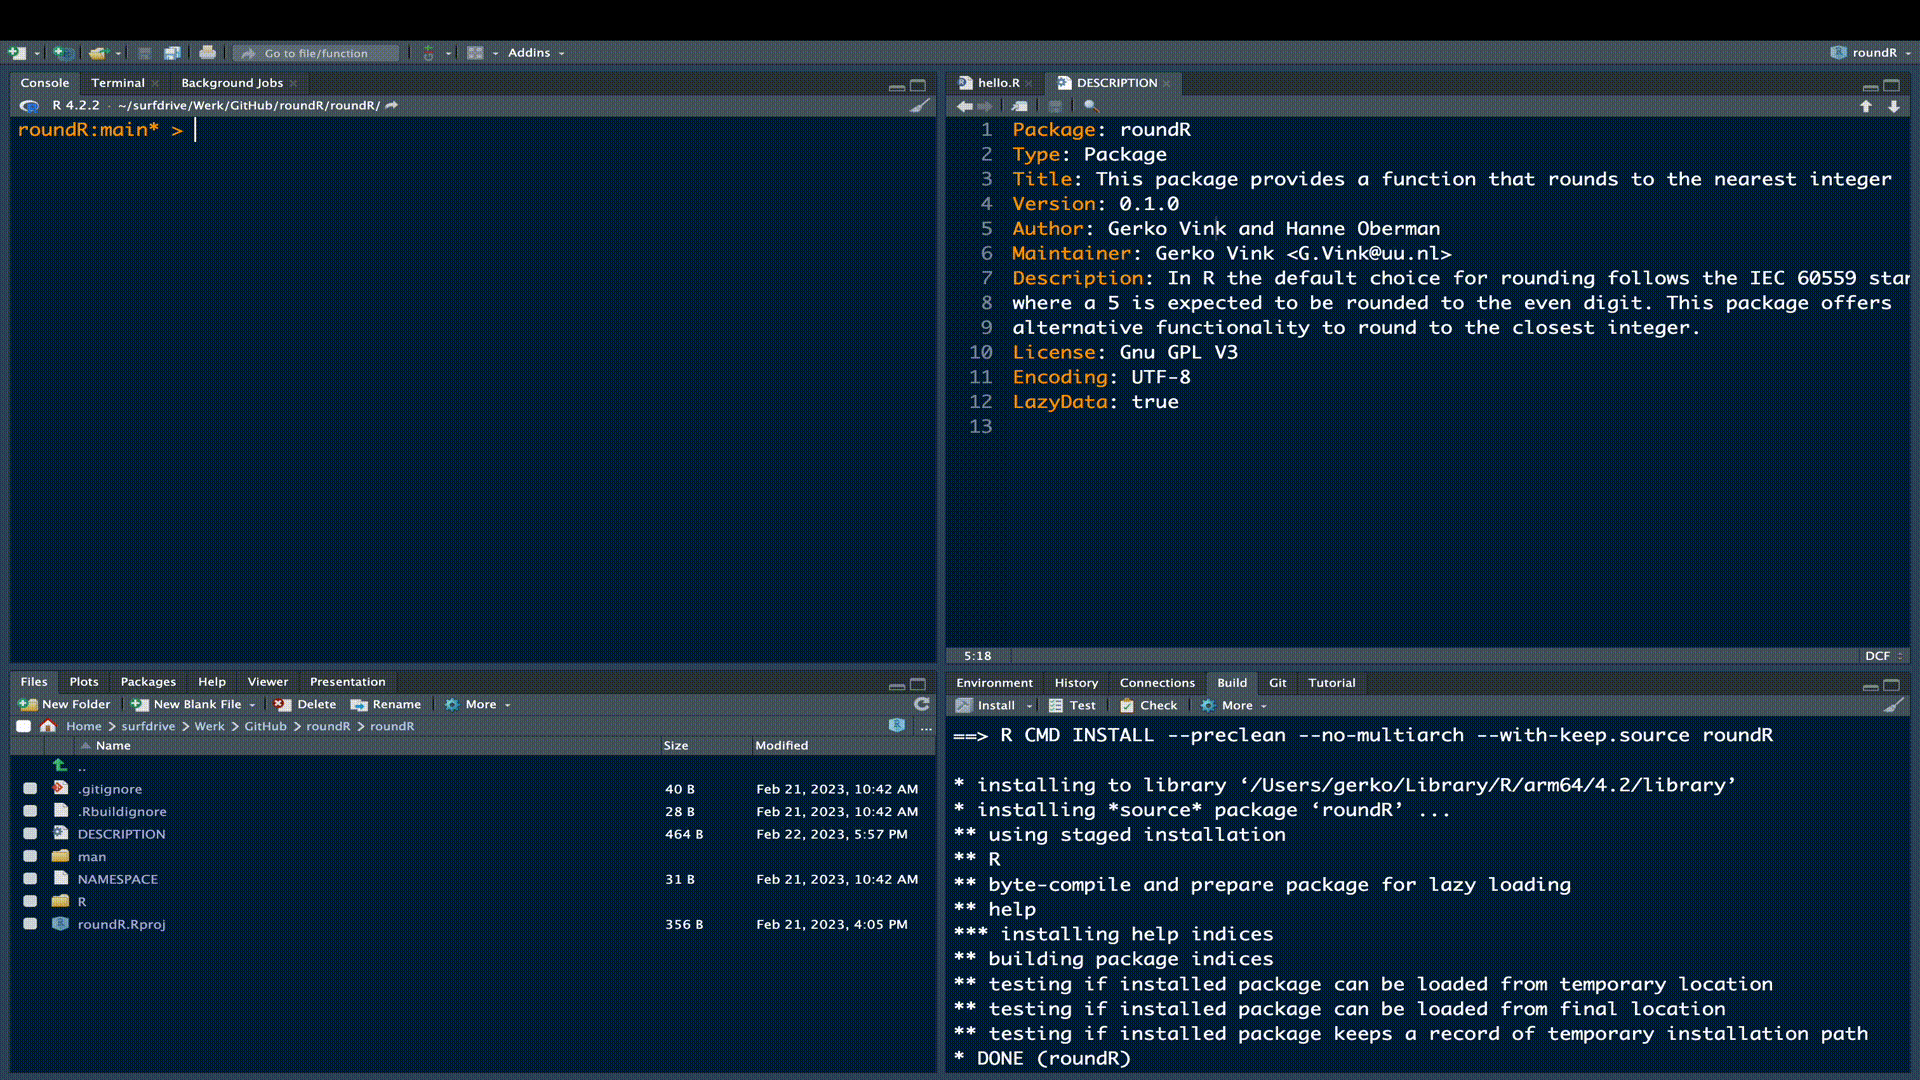 Go to file/function
Addins
roundR
Console Terminal Background Jobs
R 4.2.2 · ~/surfdrive/Werk/GitHub/roundR/roundR/
roundR:main* >
hello.R DESCRIPTION
1 Package: roundR
2 Type: Package
3 Title: This package provides a function that rounds to the nearest integer
4 Version: 0.1.0
5 Author: Gerko Vink and Hanne Oberman
6 Maintainer: Gerko Vink <G.Vink@uu.nl>
7 Description: In R the default choice for rounding follows the IEC 60559 star
8 where a 5 is expected to be rounded to the even digit. This package offers
9 alternative functionality to round to the closest integer.
10 License: Gnu GPL V3
11 Encoding: UTF-8
12 LazyData: true
13
5:18 DCF
Files Plots Packages Help Viewer Presentation
New Folder New Blank File Delete Rename More
Home > surfdrive > Werk > GitHub > roundR > roundR ...
Name Size Modified
..
.gitignore 40 B Feb 21, 2023, 10:42 AM
.Rbuildignore 28 B Feb 21, 2023, 10:42 AM
DESCRIPTION 464 B Feb 22, 2023, 5:57 PM
man
NAMESPACE 31 B Feb 21, 2023, 10:42 AM
R
roundR.Rproj 356 B Feb 21, 2023, 4:05 PM
Environment History Connections Build Git Tutorial
Install Test Check More
==> R CMD INSTALL --preclean --no-multiarch --with-keep.source roundR
* installing to library ‘/Users/gerko/Library/R/arm64/4.2/library’
* installing *source* package ‘roundR’ ...
** using staged installation
** R
** byte-compile and prepare package for lazy loading
** help
*** installing help indices
** building package indices
** testing if installed package can be loaded from temporary location
** testing if installed package can be loaded from final location
** testing if installed package keeps a record of temporary installation path
* DONE (roundR)